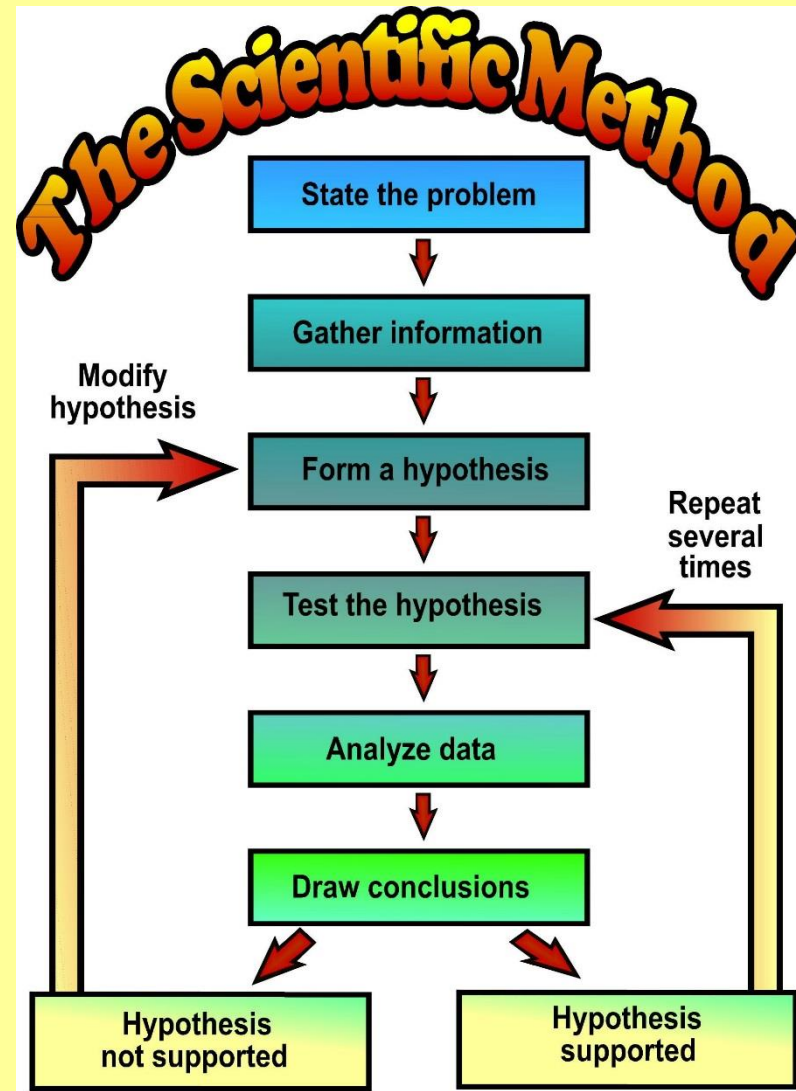 The Scientific Method
State the problem
Gather information
Modify
hypothesis
Form a hypothesis
Repeat
several
times
Test the hypothesis
Analyze data
Draw conclusions
Hypothesis
not supported
Hypothesis
supported